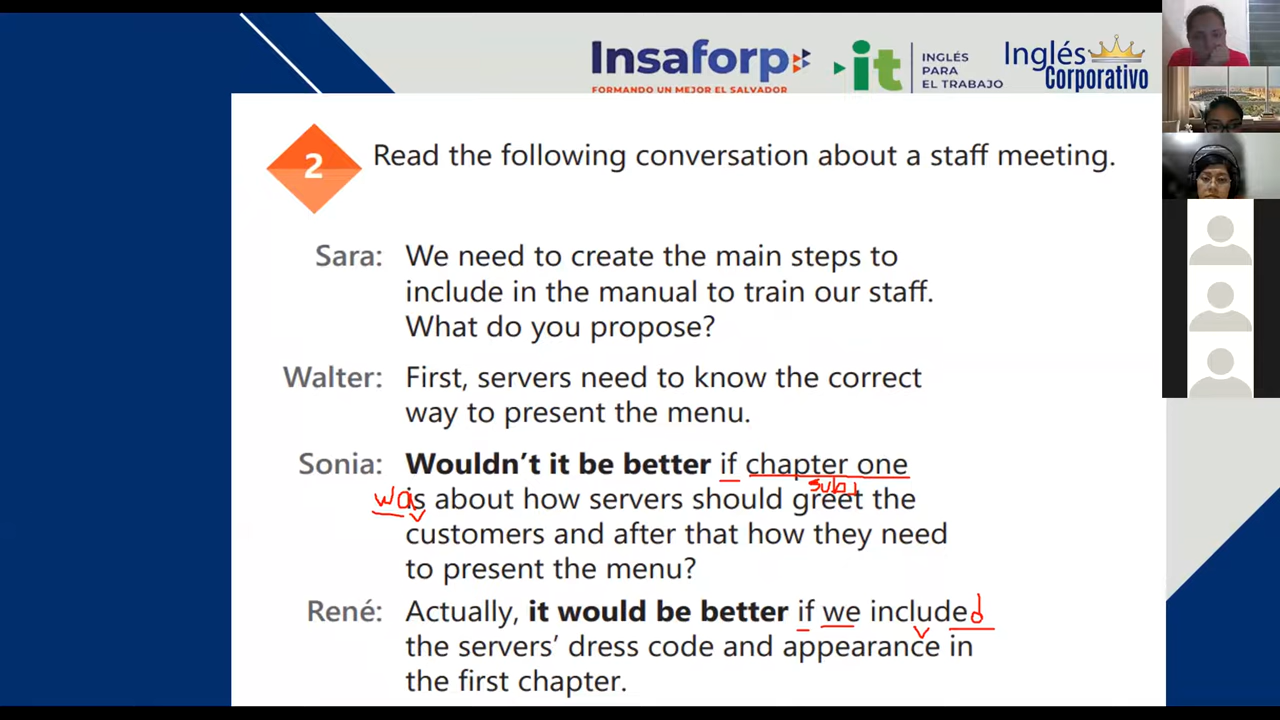 Insaforp
FORMANDO UN MEJOR EL SALVADOR
it
INGLÉS
PARA
EL TRABAJO
Inglés
Corporativo
2
Read the following conversation about a staff meeting.
Sara: We need to create the main steps to
include in the manual to train our staff.
What do you propose?
Walter: First, servers need to know the correct
way to present the menu.
Sonia: Wouldn't it be better if chapter one
subj
wa is about how servers should greet the
v
customers and after that how they need
to present the menu?
René: Actually, it would be better if we included
v
the servers' dress code and appearance in
the first chapter.